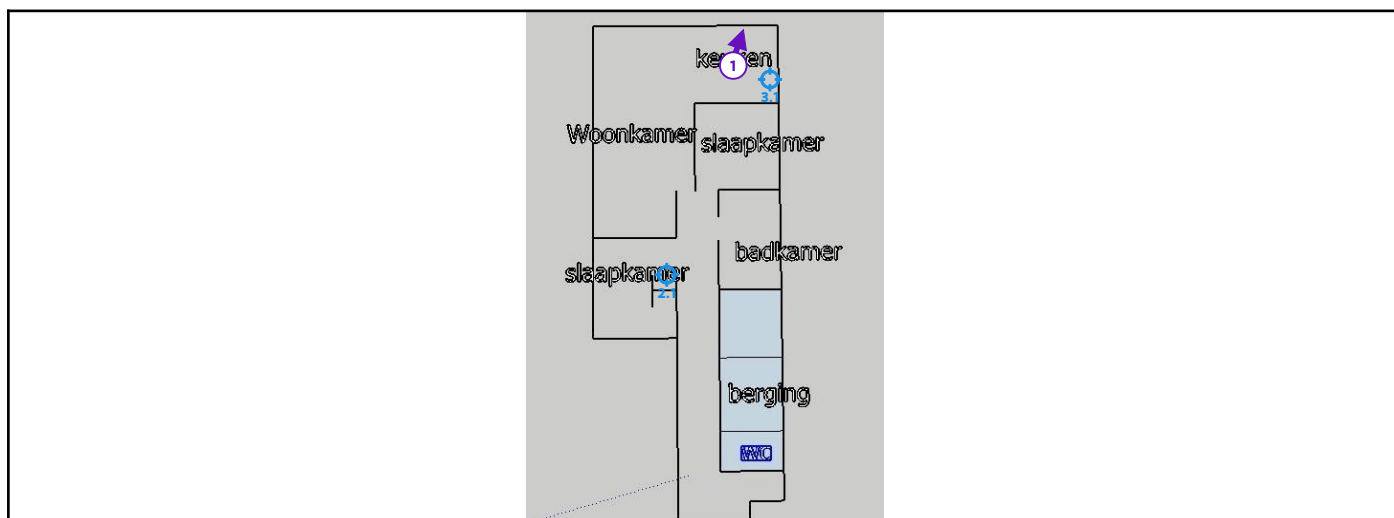 keuken
1
3.1
Woonkamer
slaapkamer
badkamer
slaapkamer
2.1
berging
WC